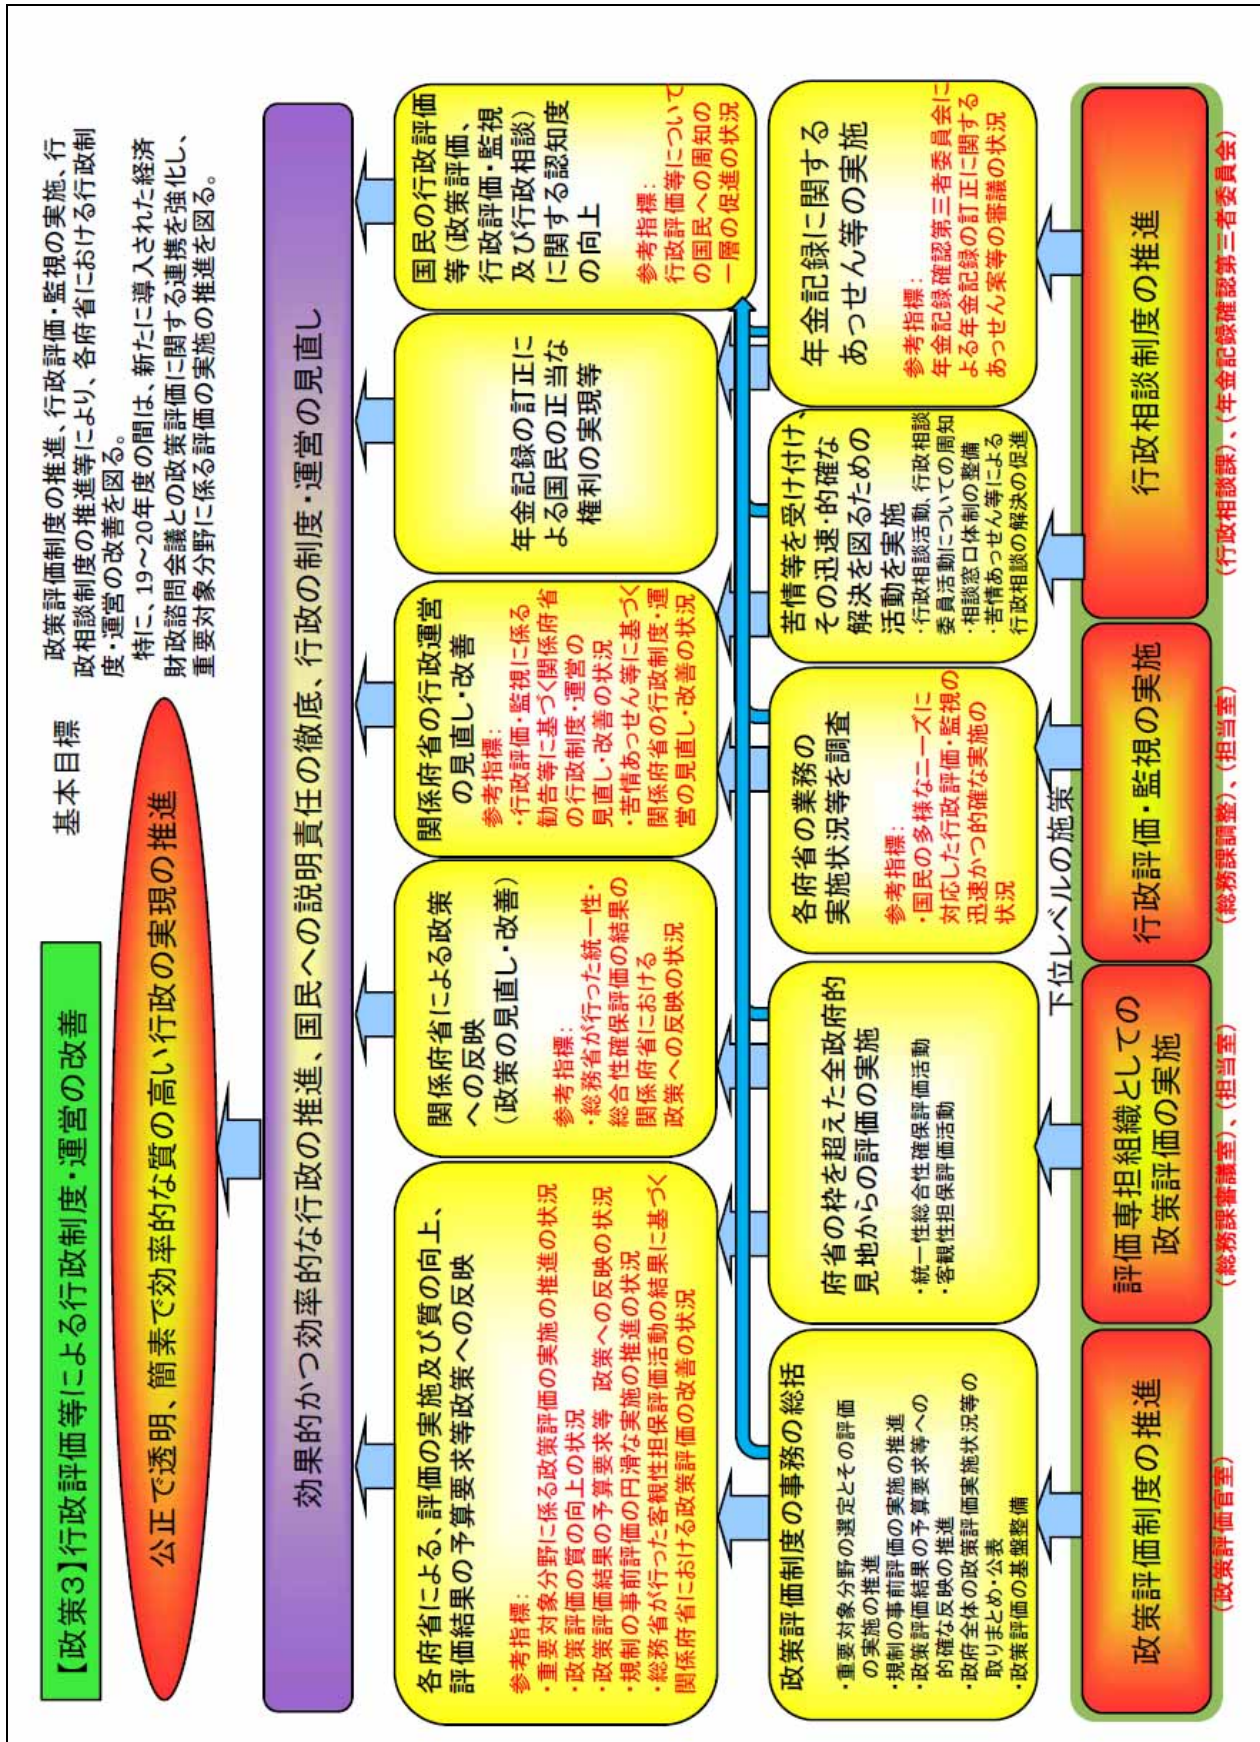 【政策3】行政評価等による行政制度・運営の改善
公正で透明、簡素で効率的な質の高い行政の実現の推進
基本目標
政策評価制度の推進、行政評価・監視の実施、行
政相談制度の推進等により、各府省における行政制
度・運営の改善を図る。
特に、19～20年度の間は、新たに導入された経済
財政諮問会議との政策評価に関する連携を強化し、
重要対象分野に係る評価の実施の推進を図る。
効果的かつ効率的な行政の推進、国民への説明責任の徹底、行政の制度・運営の見直し
各府省による、評価の実施及び質の向上、
評価結果の予算要求等政策への反映
参考指標：
・重要対象分野に係る政策評価の実施の推進の状況
・政策評価の質の向上の状況
・政策評価結果の予算要求等　政策への反映の状況
・規制の事前評価の円滑な実施の推進の状況
・総務省が行った客観性担保評価活動の結果に基づく
関係府省における政策評価の改善の状況
関係府省による政策
への反映
（政策の見直し・改善）
参考指標：
・総務省が行った統一性・
総合性確保評価の結果の
関係府省における
政策への反映の状況
関係府省の行政運営
の見直し・改善
参考指標：
・行政評価・監視に係る
勧告等に基づく関係府省
の行政制度・運営の
見直し・改善の状況
・苦情あっせん等に基づく
関係府省の行政制度・運
営の見直し・改善の状況
年金記録の訂正に
よる国民の正当な
権利の実現等
国民の行政評価
等（政策評価、
行政評価・監視
及び行政相談）
に関する認知度
の向上
参考指標：
行政評価等について
の国民への周知の
一層の促進の状況
政策評価制度の事務の総括
・重要対象分野の選定とその評価
の実施の推進
・規制の事前評価の実施の推進
・政策評価結果の予算要求等への
的確な反映の推進
・政府全体の政策評価実施状況等の
取りまとめ・公表
・政策評価の基盤整備
府省の枠を超えた全政府的
見地からの評価の実施
・統一性総合性確保評価活動
・客観性担保評価活動
各府省の業務の
実施状況等を調査
参考指標：
・国民の多様なニーズに
対応した行政評価・監視の
迅速かつ的確な実施の
状況
苦情等を受け付け、
その迅速・的確な
解決を図るための
活動を実施
・行政相談活動、行政相談
委員活動についての周知
・相談窓口体制の整備
・苦情あっせん等による
行政相談の解決の促進
年金記録に関する
あっせん等の実施
参考指標：
年金記録確認第三者委員会に
よる年金記録の訂正に関する
あっせん案等の審議の状況
下位レベルの施策
政策評価制度の推進
（政策評価官室）
評価専担組織としての
政策評価の実施
（総務課審議室）、（担当室）
行政評価・監視の実施
（総務課調整）、（担当室）
行政相談制度の推進
（行政相談課）、（年金記録確認第三者委員会）